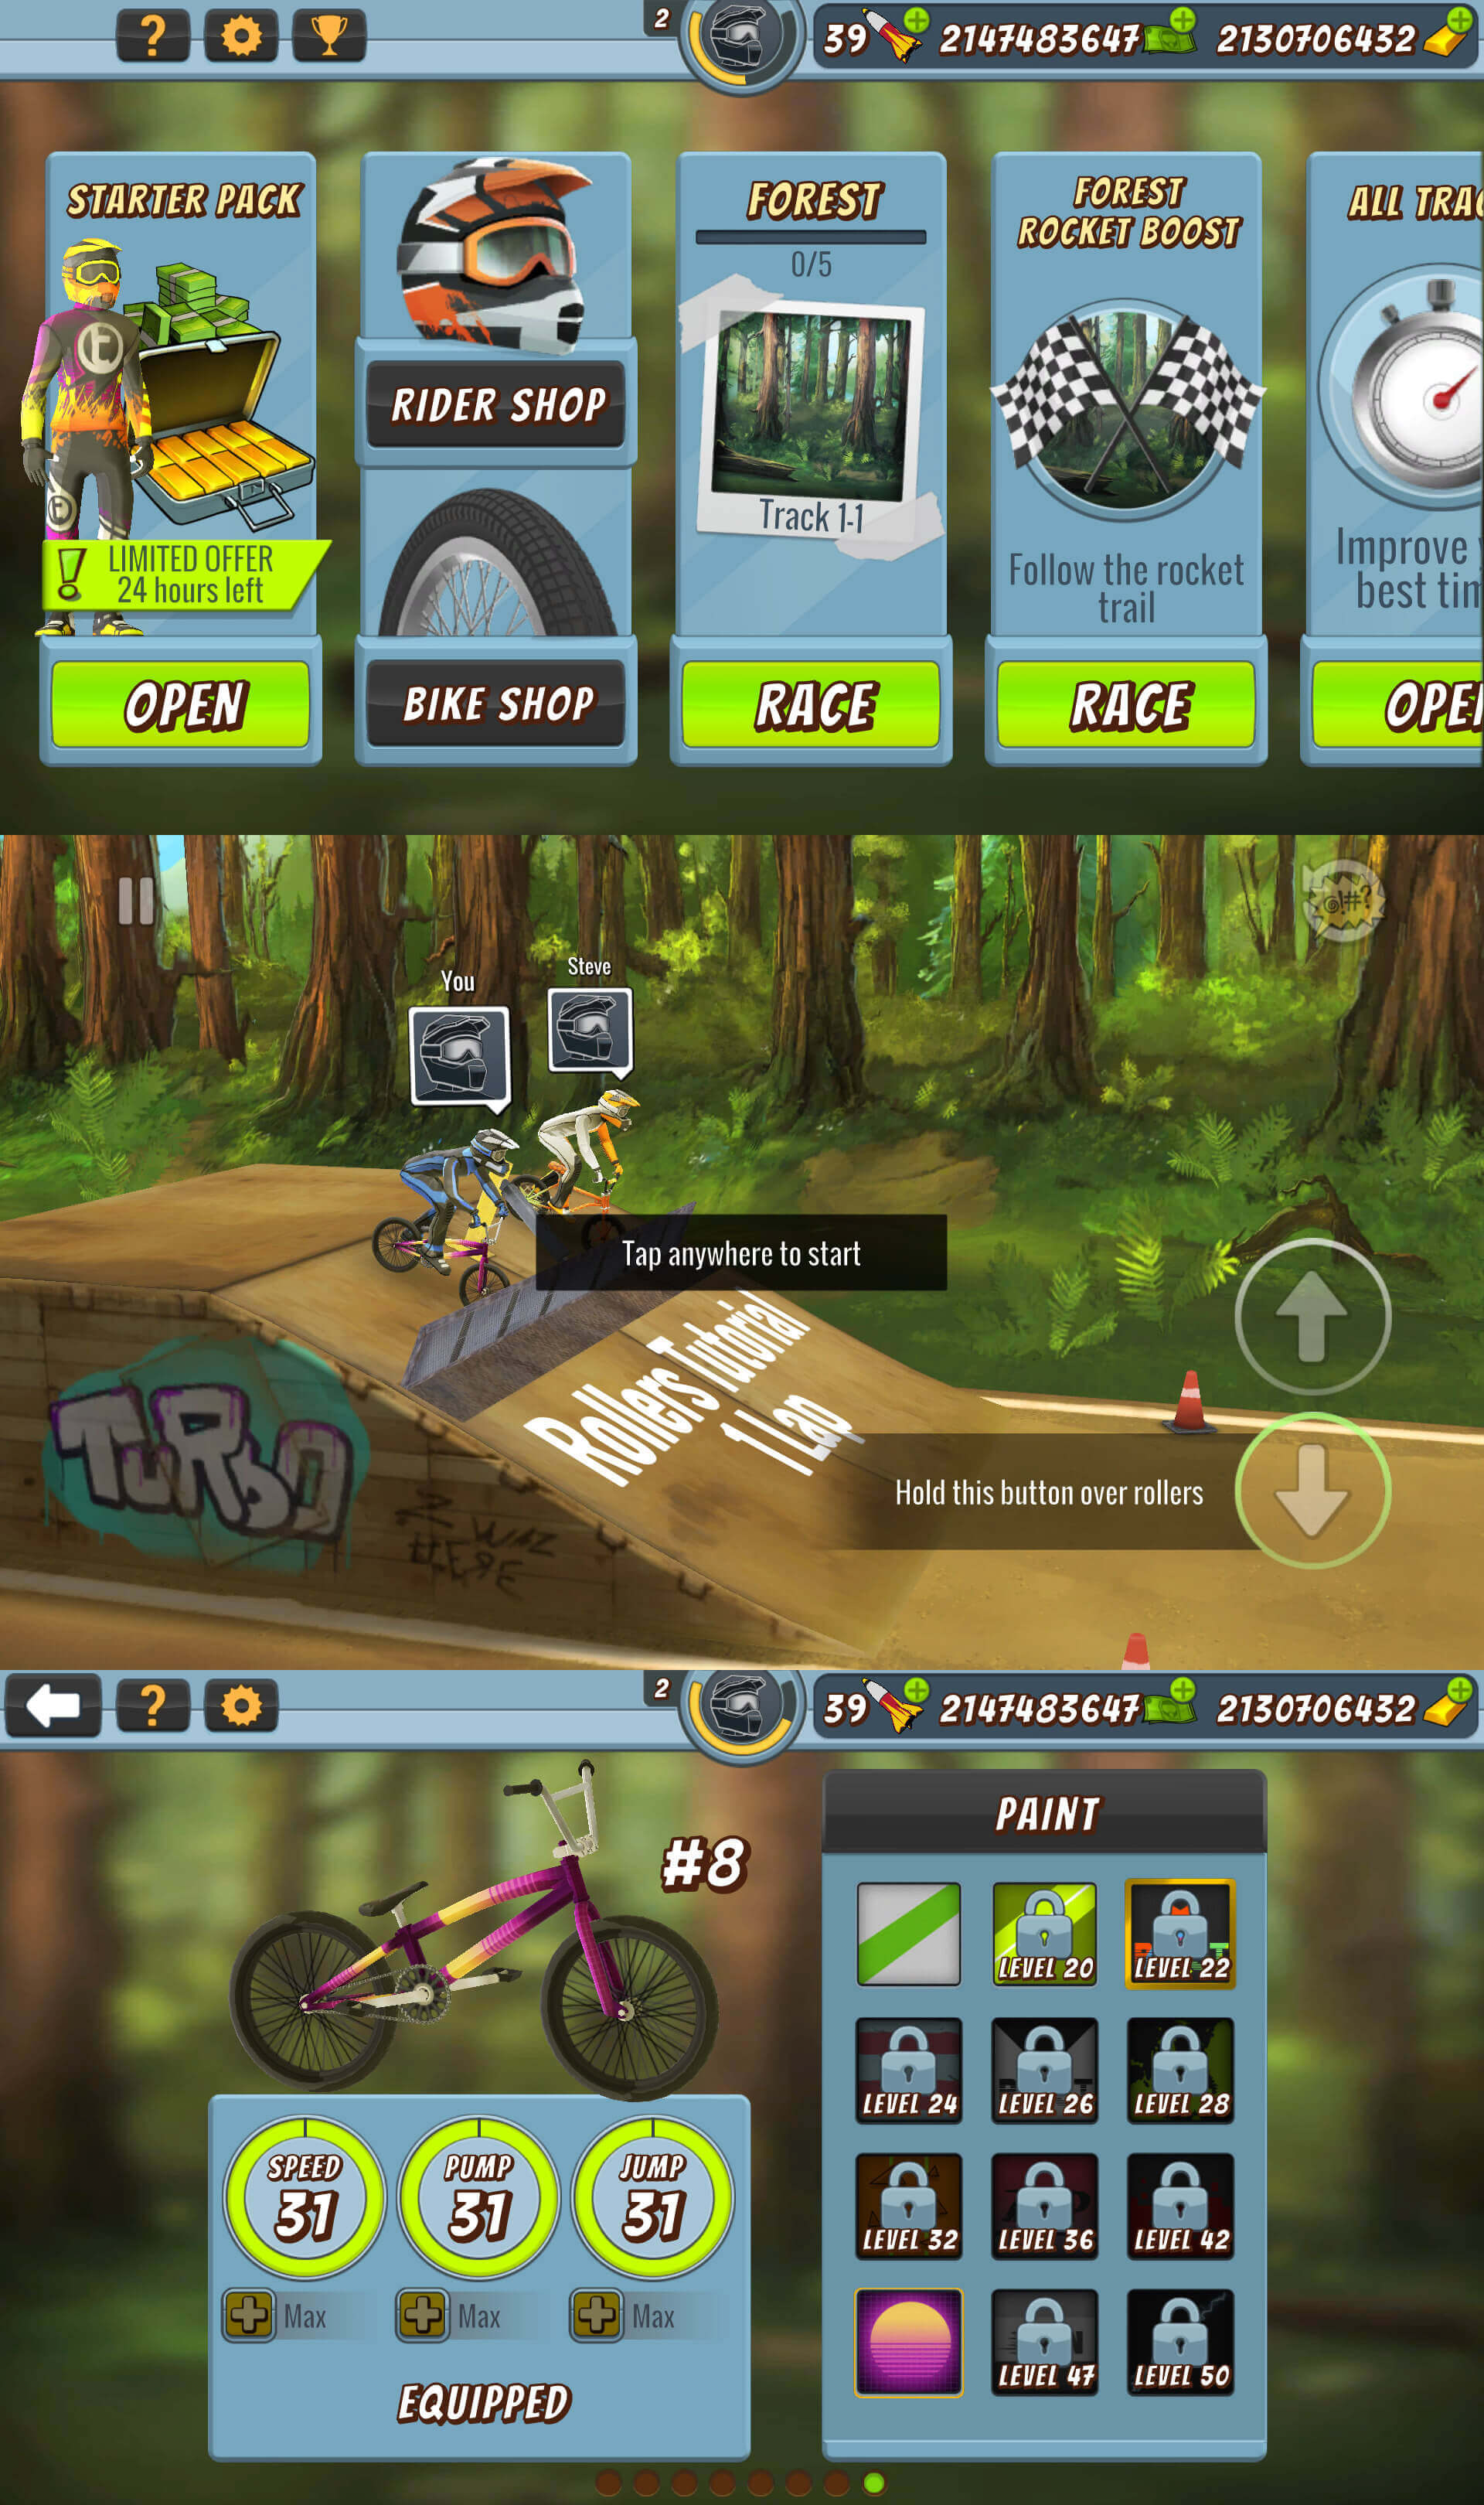 ?
2
39
2147483647
2130706432
STARTER PACK
LIMITED OFFER
24 hours left
OPEN
RIDER SHOP
BIKE SHOP
FOREST
0/5
Track 1-1
RACE
FOREST
ROCKET BOOST
Follow the rocket
trail
RACE
ALL TRA
Improve
best tim
OPE
@!#?
You
Steve
Tap anywhere to start
Rollers Tutorial
1 Lap
Hold this button over rollers
TURBO
Z WAZ
HERE
?
2
39
2147483647
2130706432
#8
PAINT
LEVEL 20
LEVEL 22
LEVEL 24
LEVEL 26
LEVEL 28
LEVEL 32
LEVEL 36
LEVEL 42
LEVEL 47
LEVEL 50
SPEED
31
PUMP
31
JUMP
31
Max
Max
Max
EQUIPPED